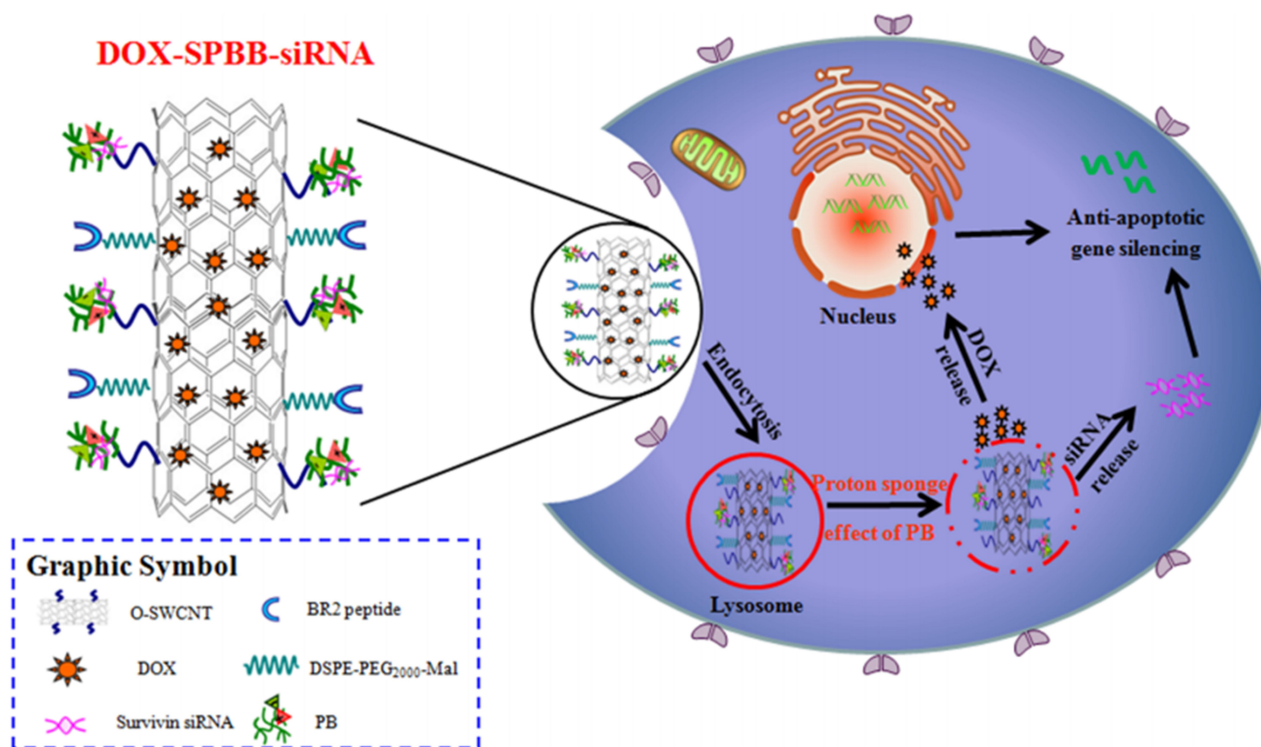 DOX-SPBB-siRNA
Anti-apoptotic
gene silencing
Nucleus
DOX
release
Endocytosis
siRNA
release
Proton sponge
effect of PB
Lysosome
Graphic Symbol
O-SWCNT
BR2 peptide
DOX
DSPE-PEG2000-Mal
Survivin siRNA
PB